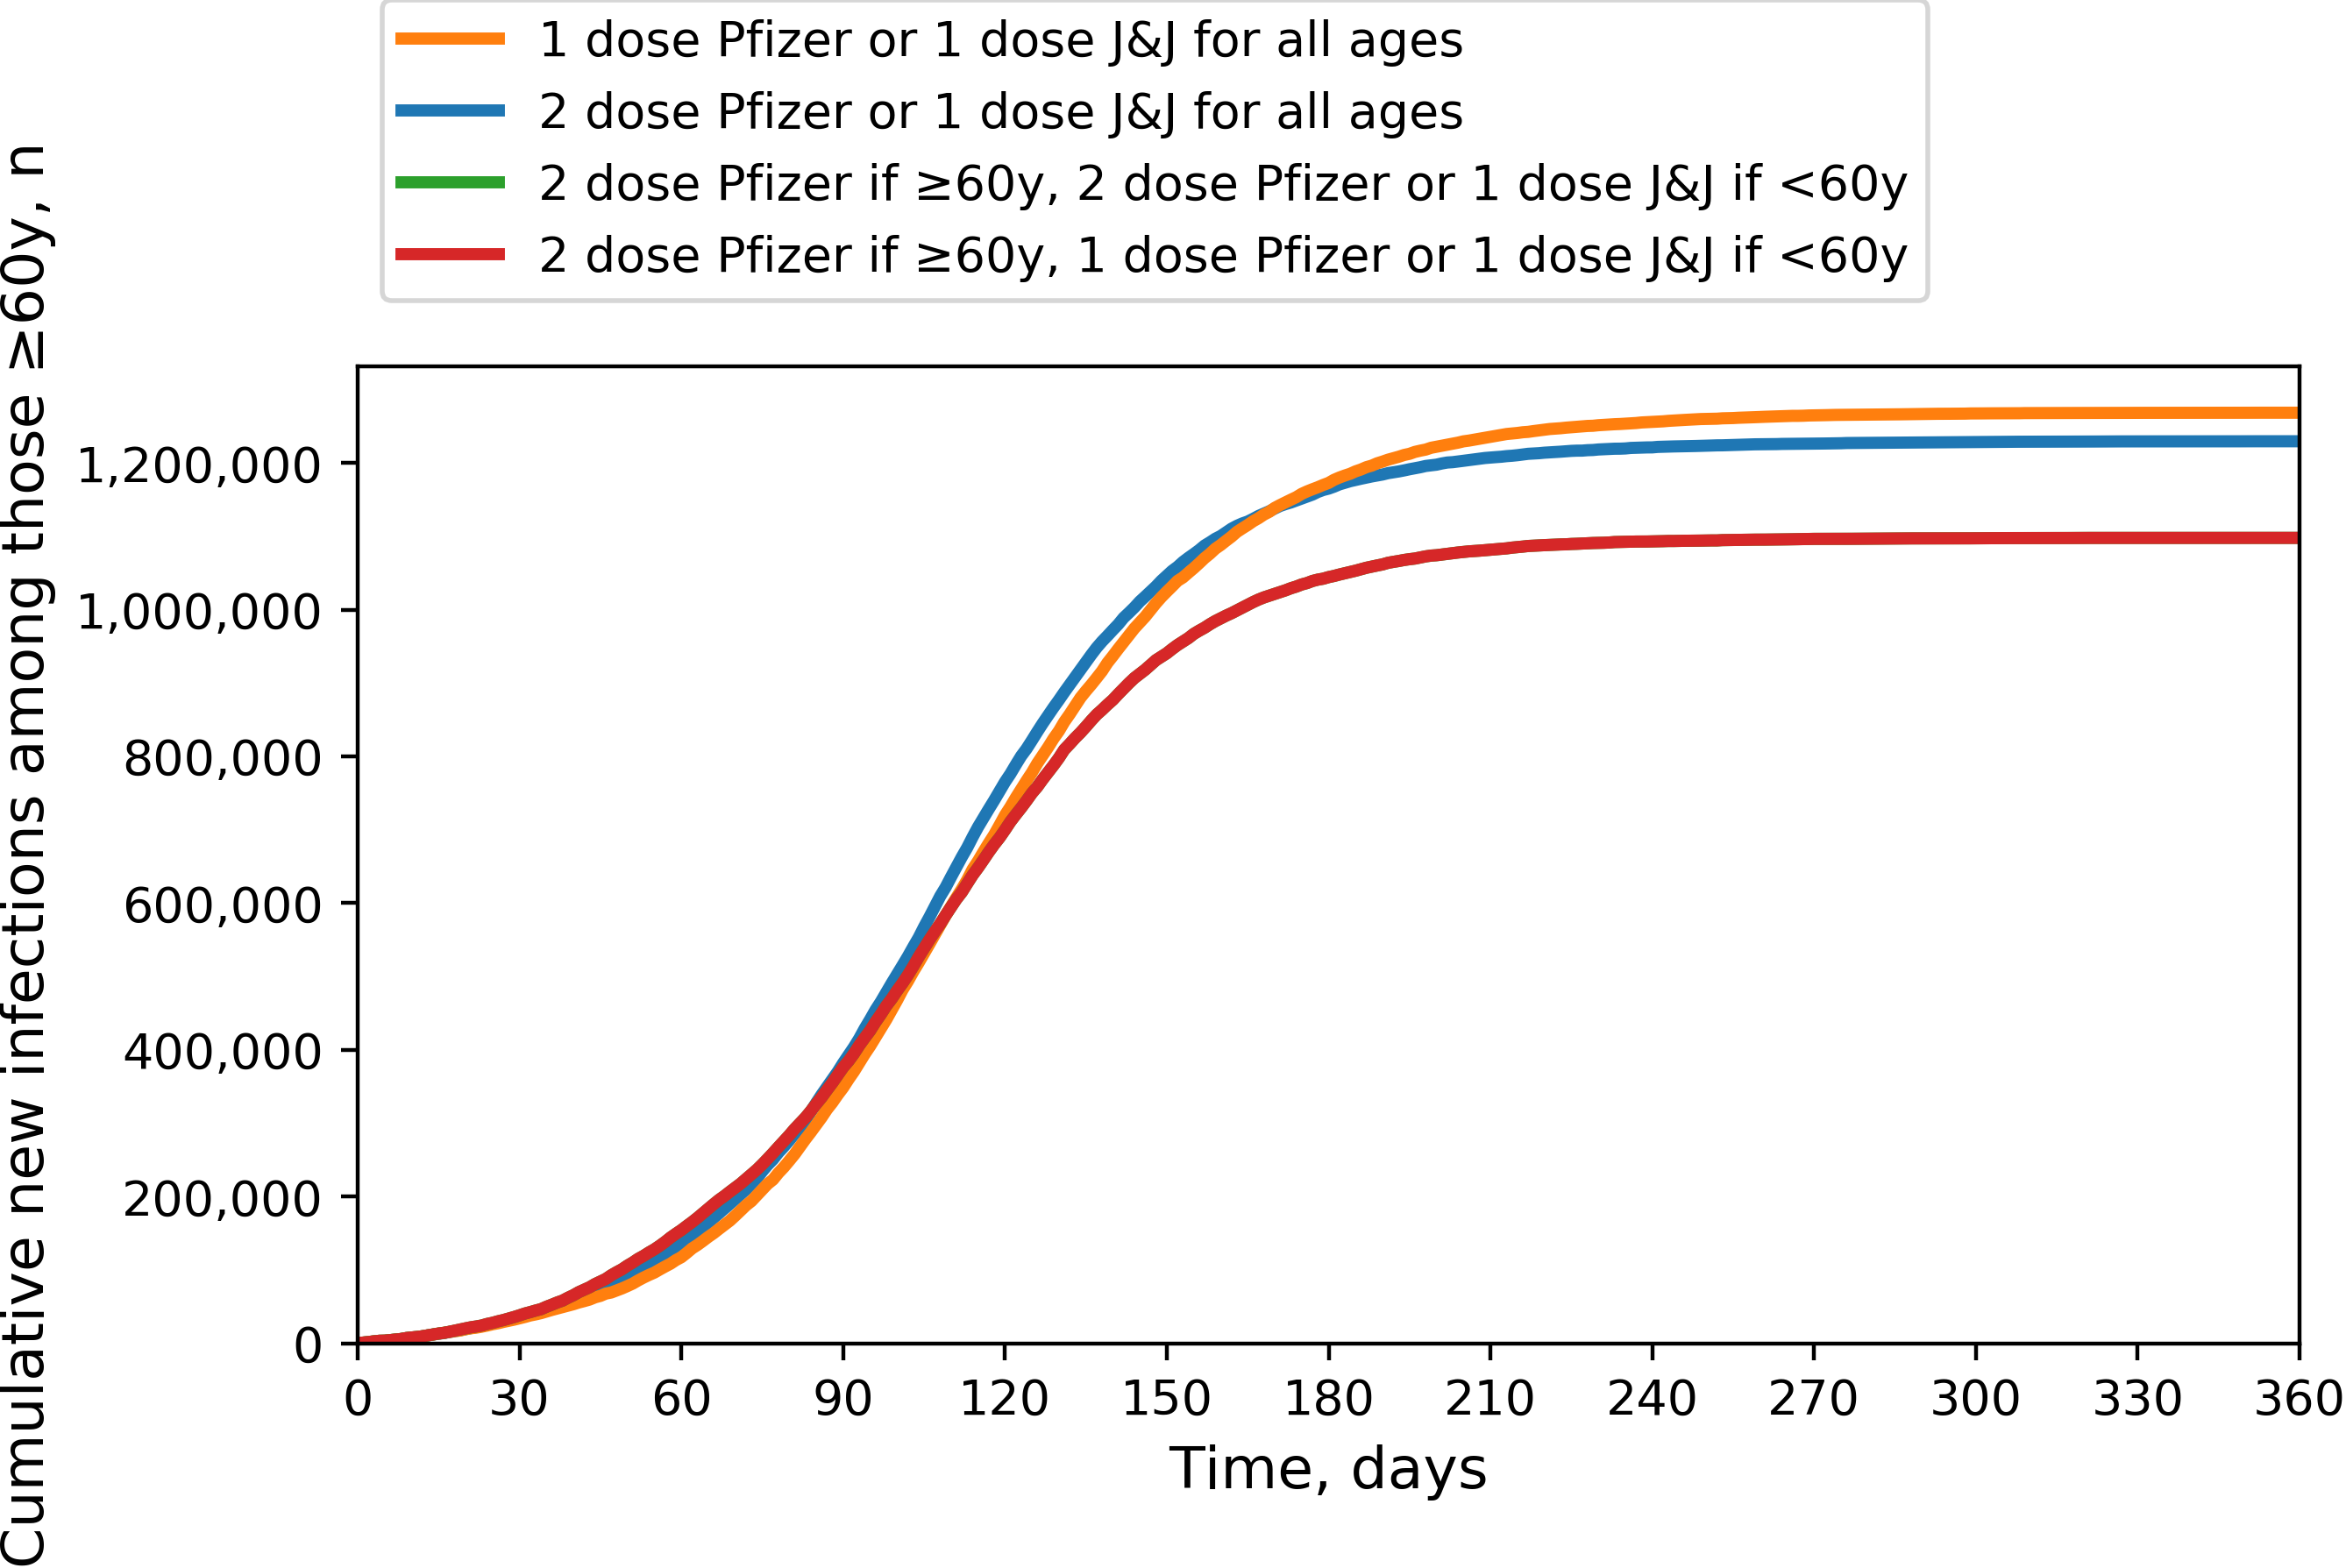 1 dose Pfizer or 1 dose J&J for all ages
2 dose Pfizer or 1 dose J&J for all ages
2 dose Pfizer if ≥60y, 2 dose Pfizer or 1 dose J&J if <60y
2 dose Pfizer if ≥60y, 1 dose Pfizer or 1 dose J&J if <60y
Cumulative new infections among those ≥60y, n
1,200,000
1,000,000
800,000
600,000
400,000
200,000
0
0 30 60 90 120 150 180 210 240 270 300 330 360
Time, days